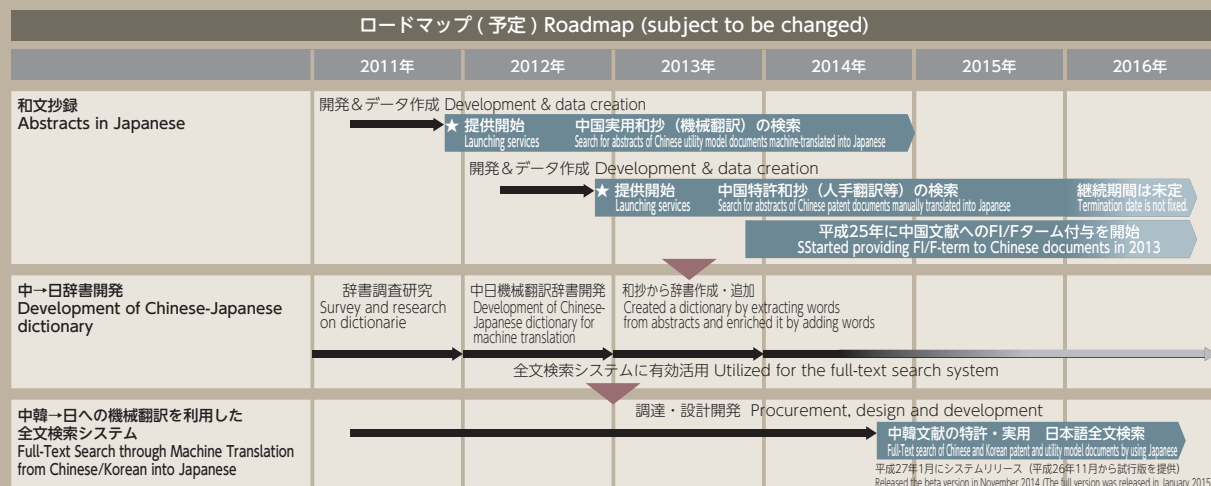 ロードマップ ( 予定 ) Roadmap (subject to be changed)
2011年 2012年 2013年 2014年 2015年 2016年
和文抄録
Abstracts in Japanese
開発＆データ作成 Development & data creation
★ 提供開始 中国実用和抄（機械翻訳）の検索
Launching services Search for abstracts of Chinese utility model documents machine-translated into Japanese
開発＆データ作成 Development & data creation
★ 提供開始 中国特許和抄（人手翻訳等）の検索 継続期間は未定
Launching services Search for abstracts of Chinese patent documents manually translated into Japanese Termination date is not fixed.
平成25年に中国文献へのFI/Fターム付与を開始
SStarted providing FI/F-term to Chinese documents in 2013
中→日辞書開発
Development of Chinese-Japanese
dictionary
辞書調査研究
Survey and research
on dictionarie
中日機械翻訳辞書開発
Development of Chinese-
Japanese dictionary for
machine translation
和抄から辞書作成・追加
Created a dictionary by extracting words
from abstracts and enriched it by adding words
全文検索システムに有効活用 Utilized for the full-text search system
中韓→日への機械翻訳を利用した
全文検索システム
Full-Text Search through Machine Translation
from Chinese/Korean into Japanese
調達・設計開発 Procurement, design and development
中韓文献の特許・実用 日本語全文検索
Full-Text search of Chinese and Korean patent and utility model documents by using Japanese
平成27年1月にシステムリリース（平成26年11月から試行版を提供）
Released the beta version in November 2014 (The full version was released in January 2015